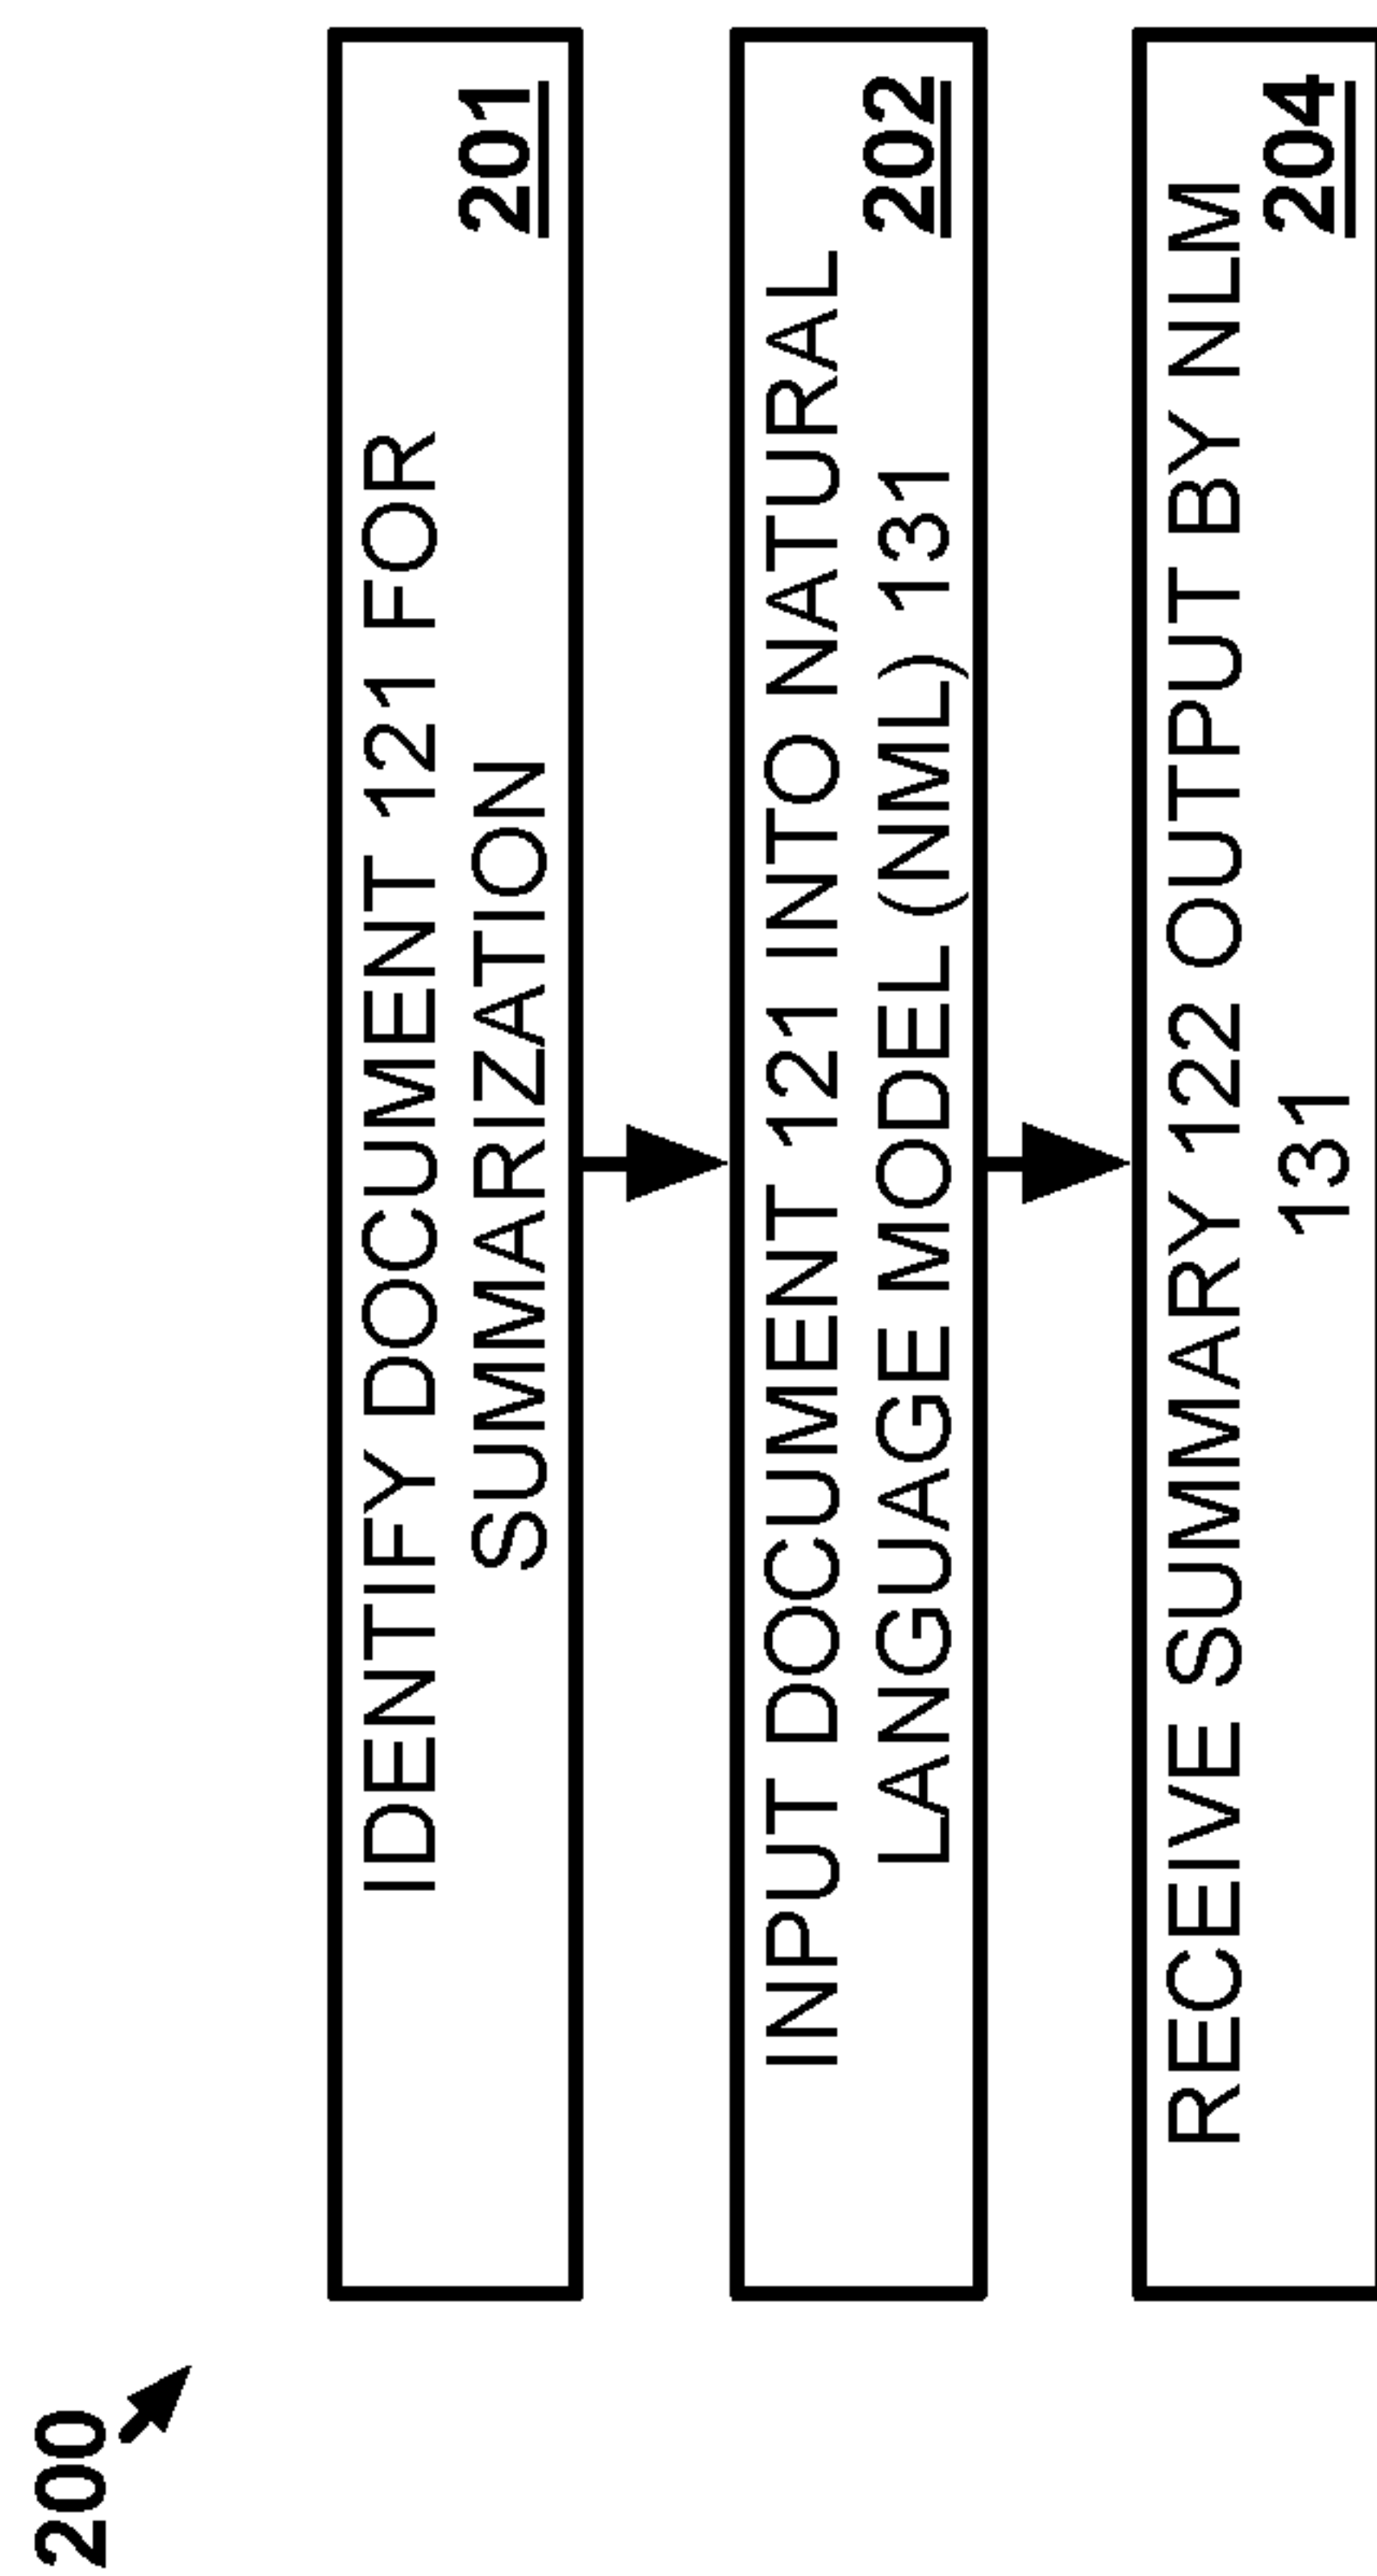 200
IDENTIFY DOCUMENT 121 FOR
SUMMARIZATION
201
INPUT DOCUMENT 121 INTO NATURAL
LANGUAGE MODEL (NML) 131
202
RECEIVE SUMMARY 122 OUTPUT BY NLM
131
204